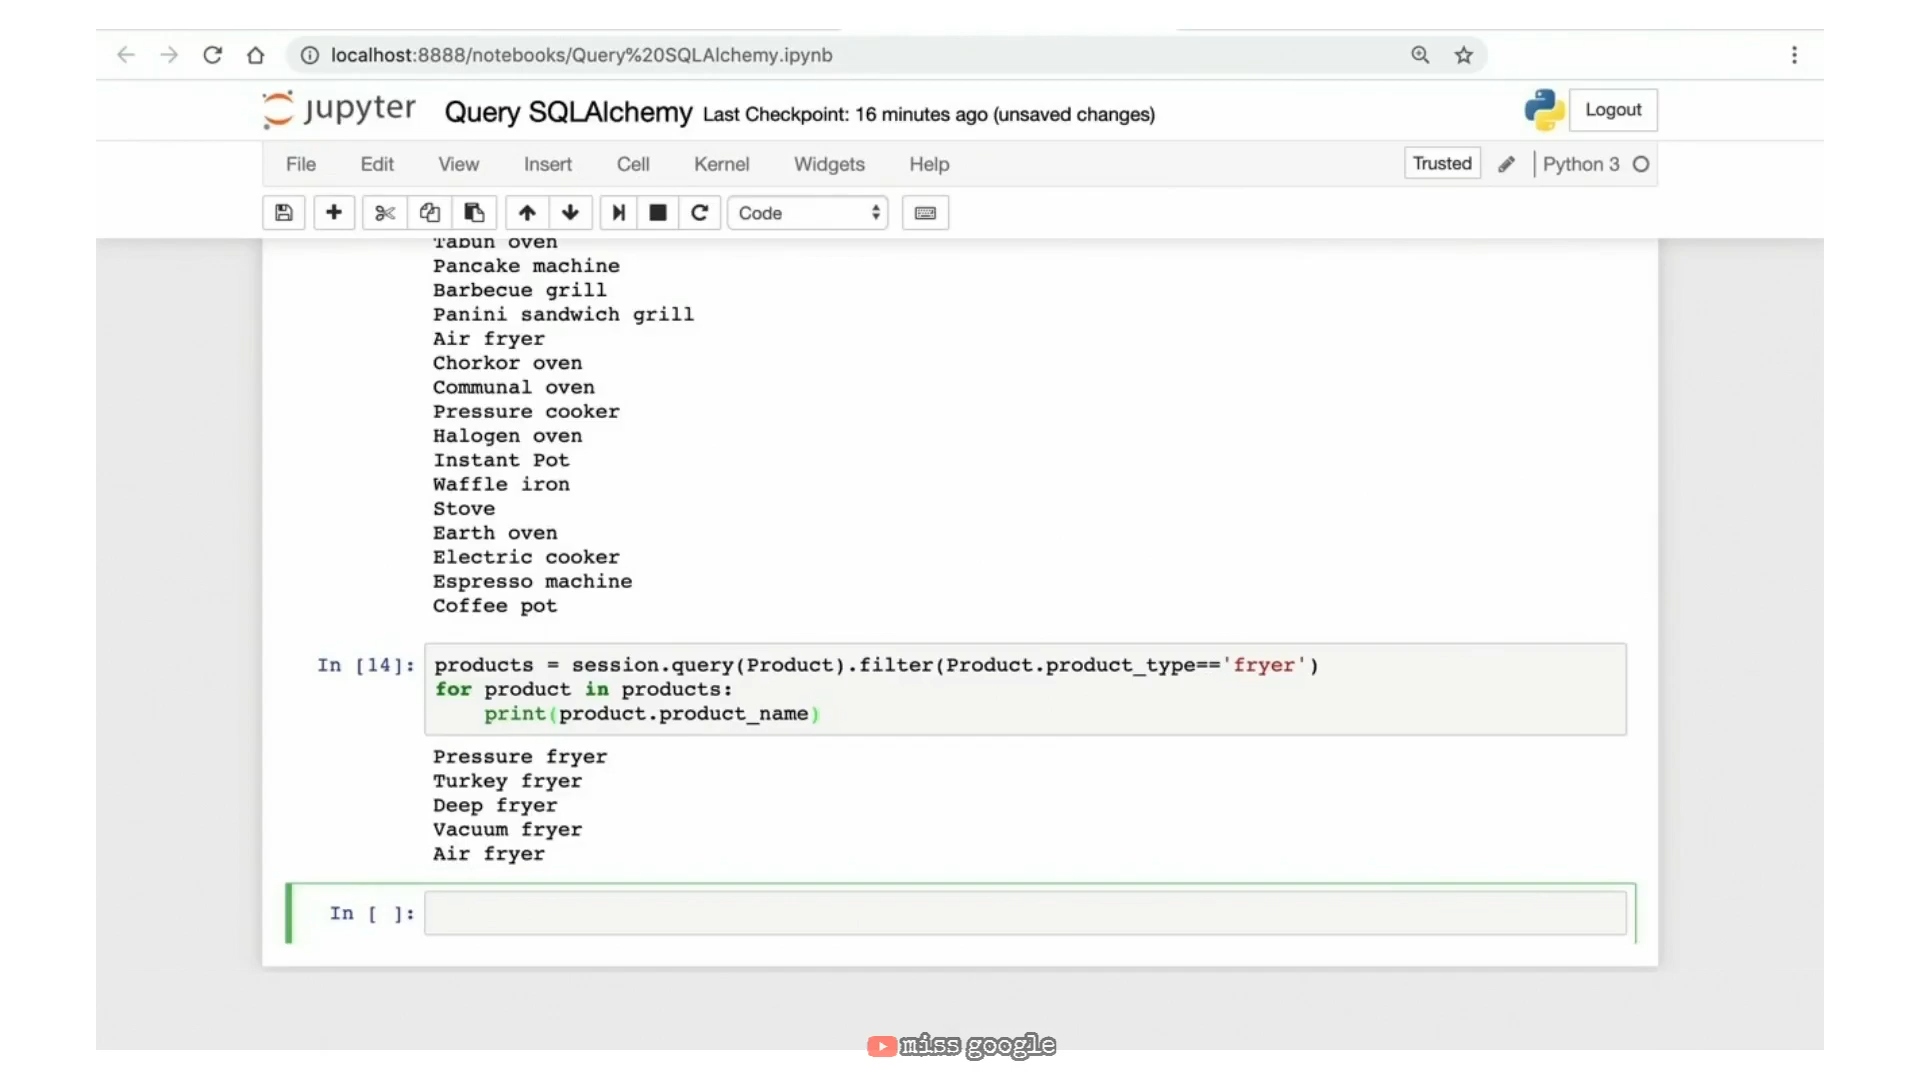 localhost:8888/notebooks/Query%20SQLAlchemy.ipynb
jupyter Query SQLAlchemy Last Checkpoint: 16 minutes ago (unsaved changes) Logout
File Edit View Insert Cell Kernel Widgets Help Trusted Python 3
Code
Tabun oven
Pancake machine
Barbecue grill
Panini sandwich grill
Air fryer
Chorkor oven
Communal oven
Pressure cooker
Halogen oven
Instant Pot
Waffle iron
Stove
Earth oven
Electric cooker
Espresso machine
Coffee pot
In [14]: products = session.query(Product).filter(Product.product_type=='fryer')
for product in products:
    print(product.product_name)
Pressure fryer
Turkey fryer
Deep fryer
Vacuum fryer
Air fryer
In [ ]:
miss google